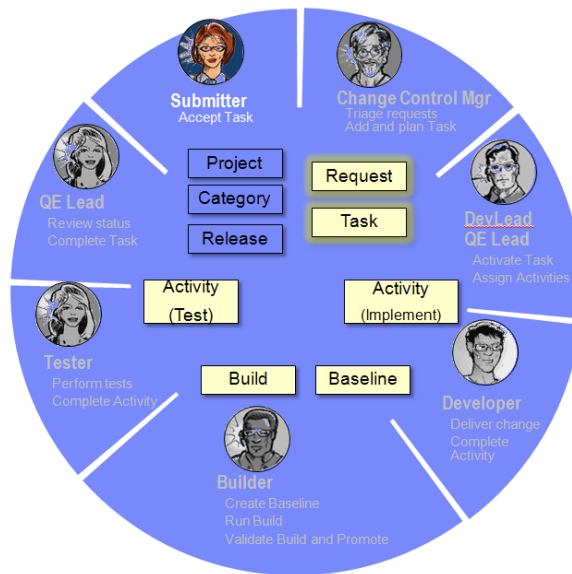 Submitter
Accept Task
Change Control Mgr
Triage requests
Add and plan Task
QE Lead
Review status
Complete Task
Project
Category
Release
Request
Task
DevLead
QE Lead
Activate Task
Assign Activities
Activity
(Test)
Activity
(Implement)
Tester
Perform tests
Complete Activity
Build
Baseline
Developer
Deliver change
Complete
Activity
Builder
Create Baseline
Run Build
Validate Build and Promote